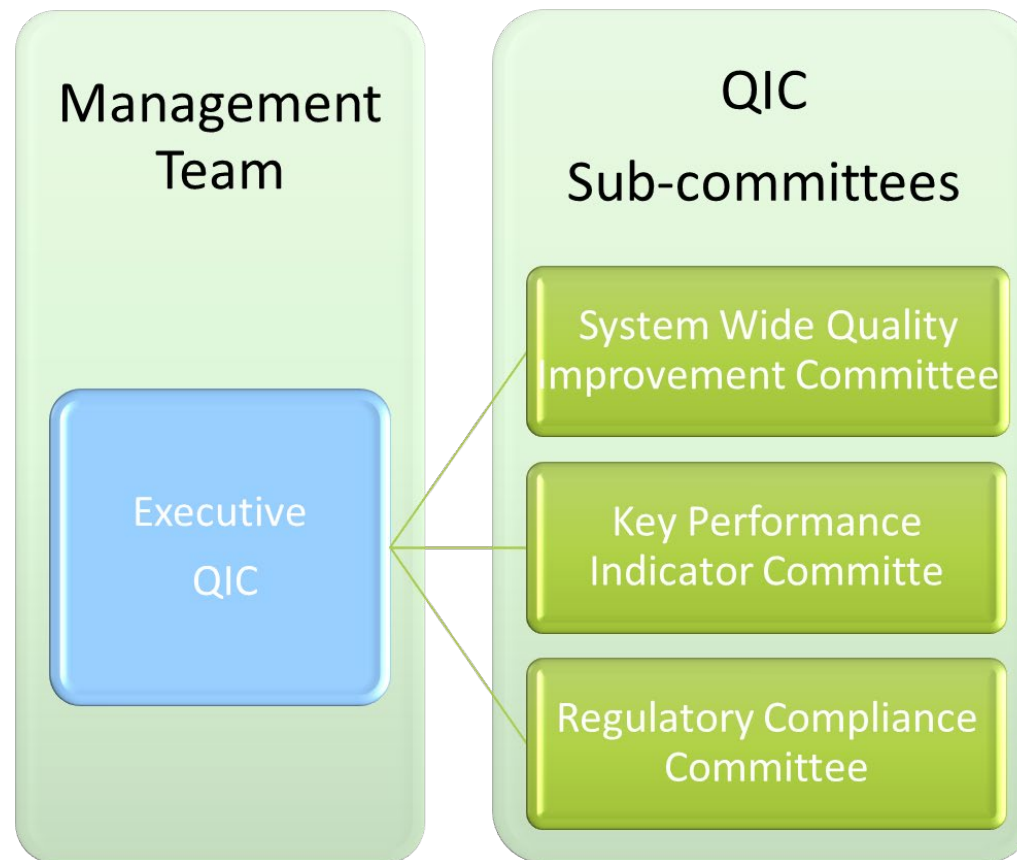 Management
Team
Executive
QIC
QIC
Sub-committees
System Wide Quality
Improvement Committee
Key Performance
Indicator Committe
Regulatory Compliance
Committee